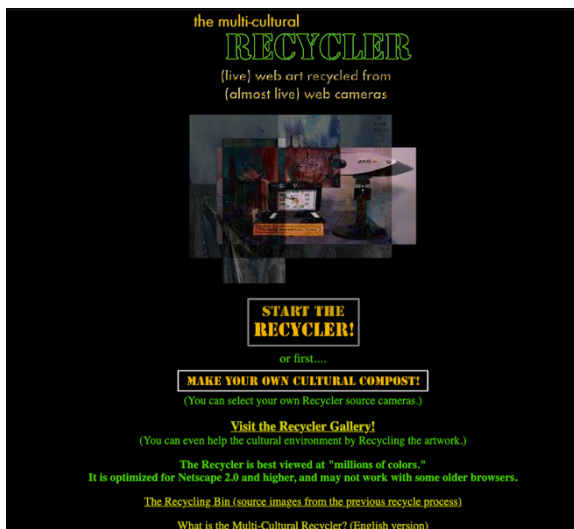 the multi-cultural
RECYCLER
(live) web art recycled from
(almost live) web cameras
START THE
RECYCLER!
or first....
MAKE YOUR OWN CULTURAL COMPOST!
(You can select your own Recycler source cameras.)
Visit the Recycler Gallery!
(You can even help the cultural environment by Recycling the artwork.)
The Recycler is best viewed at "millions of colors."
It is optimized for Netscape 2.0 and higher, and may not work with some older browsers.
The Recycling Bin (source images from the previous recycle process)
What is the Multi-Cultural Recycler? (English version)